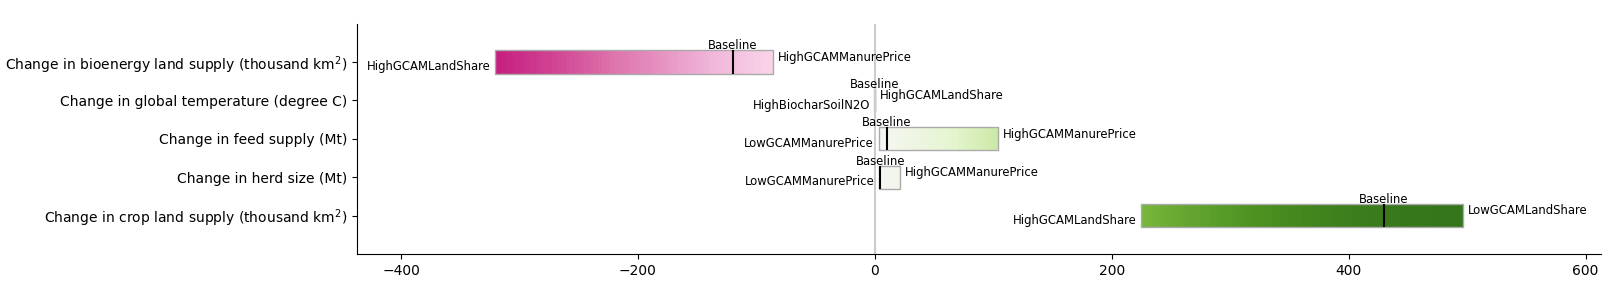 Baseline
Change in bioenergy land supply (thousand km²)
HighGCAMLandShare
HighGCAMManurePrice
Baseline
Change in global temperature (degree C)
HighBiocharSoilN2O
HighGCAMLandShare
Baseline
Change in feed supply (Mt)
LowGCAMManurePrice
HighGCAMManurePrice
Baseline
Change in herd size (Mt)
LowGCAMManurePrice
HighGCAMManurePrice
Baseline
Change in crop land supply (thousand km²)
HighGCAMLandShare
LowGCAMLandShare
−400 −200 0 200 400 600